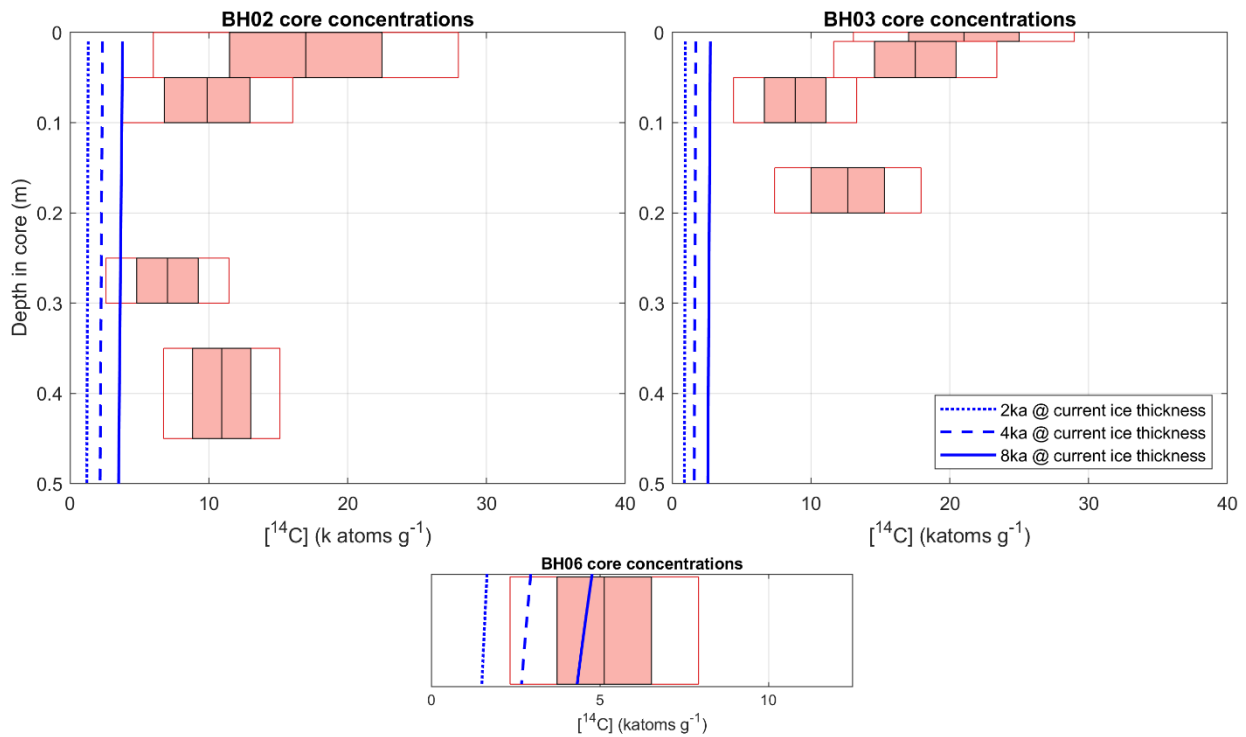 BH02 core concentrations
0
0.1
0.2
0.3
0.4
0.5
Depth in core (m)
0 10 20 30 40
[¹⁴C] (k atoms g⁻¹)
BH03 core concentrations
0
0.1
0.2
0.3
0.4
0.5
2ka @ current ice thickness
4ka @ current ice thickness
8ka @ current ice thickness
0 10 20 30 40
[¹⁴C] (katoms g⁻¹)
BH06 core concentrations
0 5 10
[¹⁴C] (katoms g⁻¹)